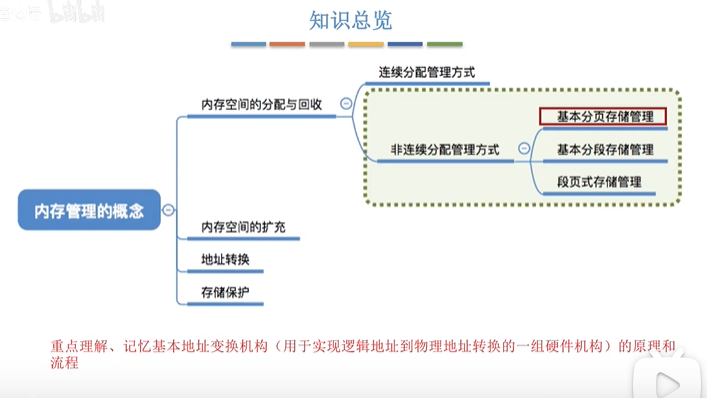 bilibili
知识总览
连续分配管理方式
内存空间的分配与回收
基本分页存储管理
非连续分配管理方式
基本分段存储管理
段页式存储管理
内存管理的概念
内存空间的扩充
地址转换
存储保护
重点理解、记忆基本地址变换机构（用于实现逻辑地址到物理地址转换的一组硬件机构）的原理和
流程